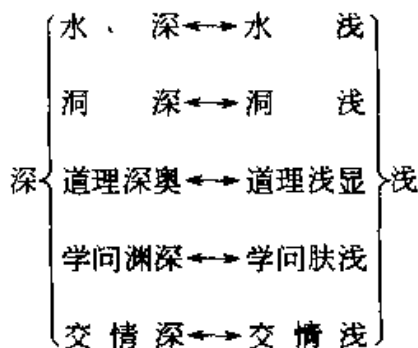 水、深←→水浅
洞深←→洞浅
深{道理深奥←→道理浅显}浅
学问渊深←→学问肤浅
交情深←→交情浅